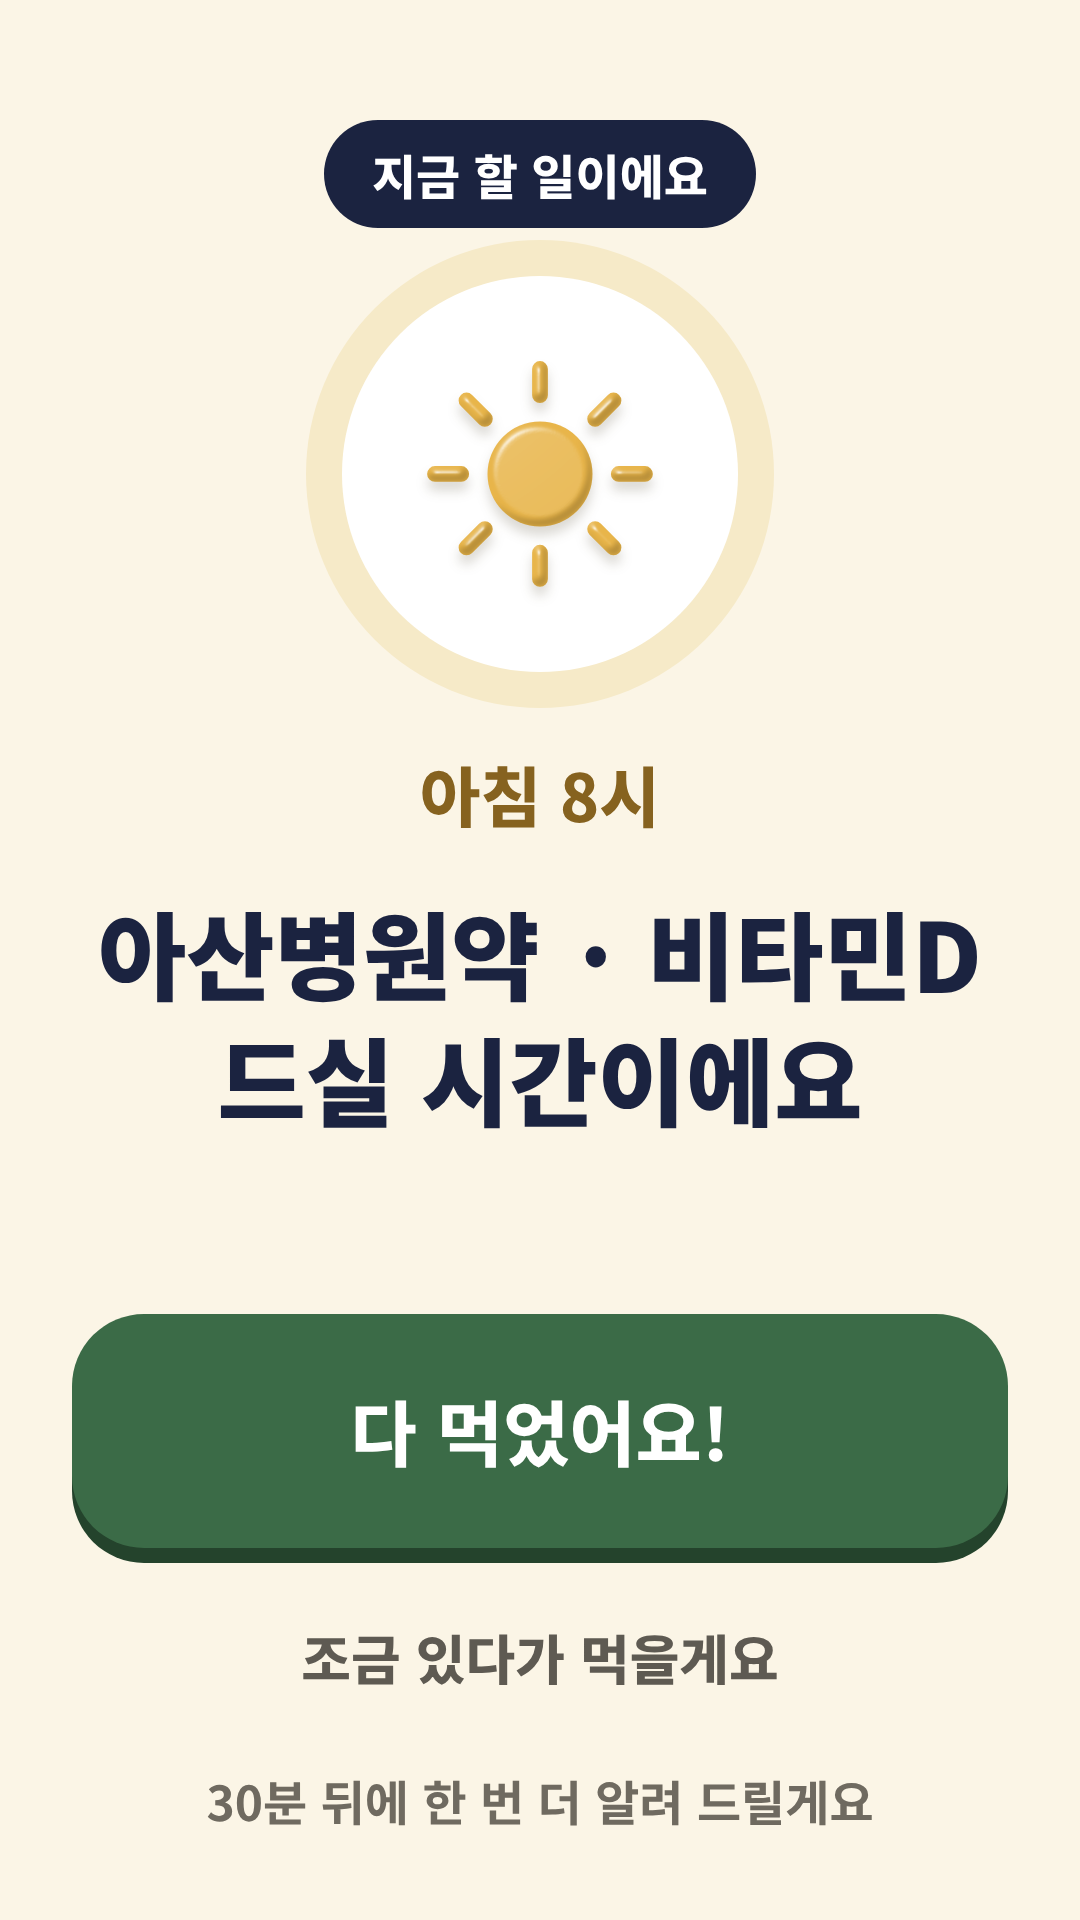 지금 할 일이에요
아침 8시
아산병원약 · 비타민D
드실 시간이에요
다 먹었어요!
조금 있다가 먹을게요
30분 뒤에 한 번 더 알려 드릴게요